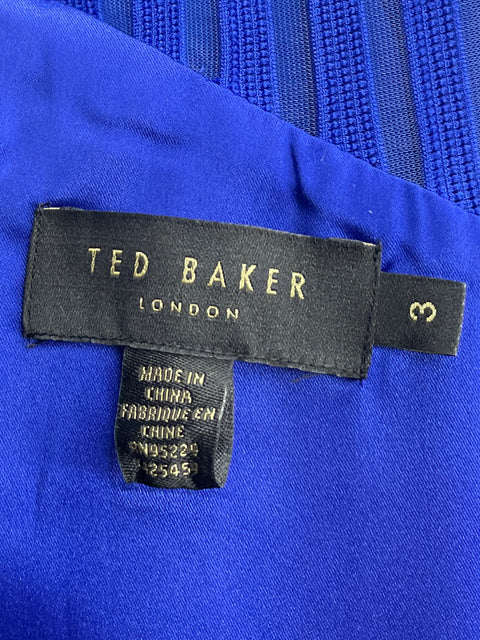 TED BAKER
LONDON
3
MADE IN
CHINA
FABRIQUE EN
CHINE